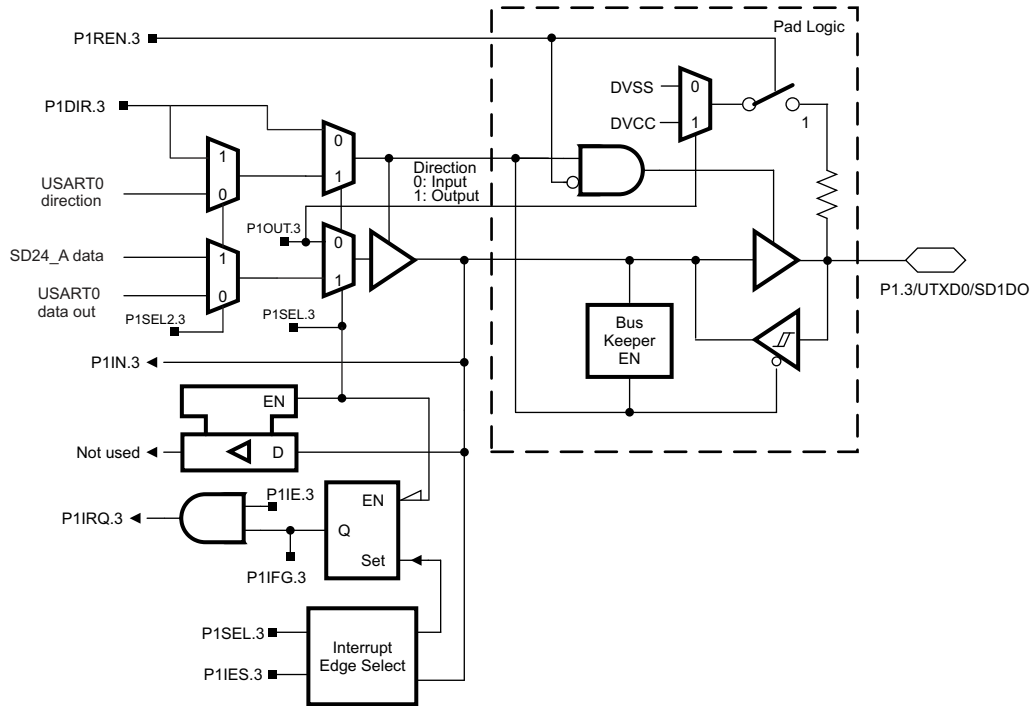 Pad Logic
P1REN.3
DVSS
0
DVCC
1
1
P1DIR.3
0
1
1
0
USART0
direction
Direction
0: Input
1: Output
P1OUT.3
0
1
SD24_A data
1
0
USART0
data out
P1SEL2.3
P1SEL.3
P1.3/UTXD0/SD1DO
Bus
Keeper
EN
P1IN.3
EN
Not used
D
P1IE.3
EN
P1IRQ.3
Q
Set
P1IFG.3
P1SEL.3
P1IES.3
Interrupt
Edge Select